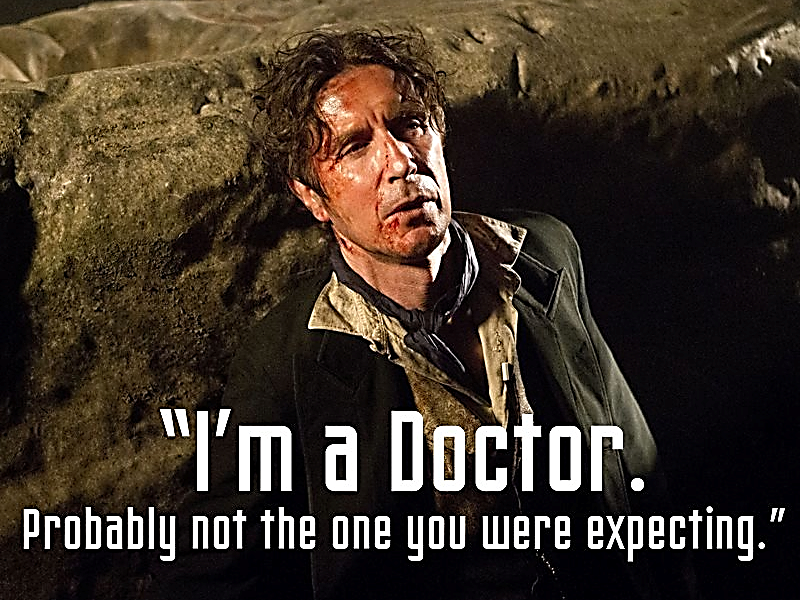 “I’m a Doctor.
Probably not the one you were expecting.”